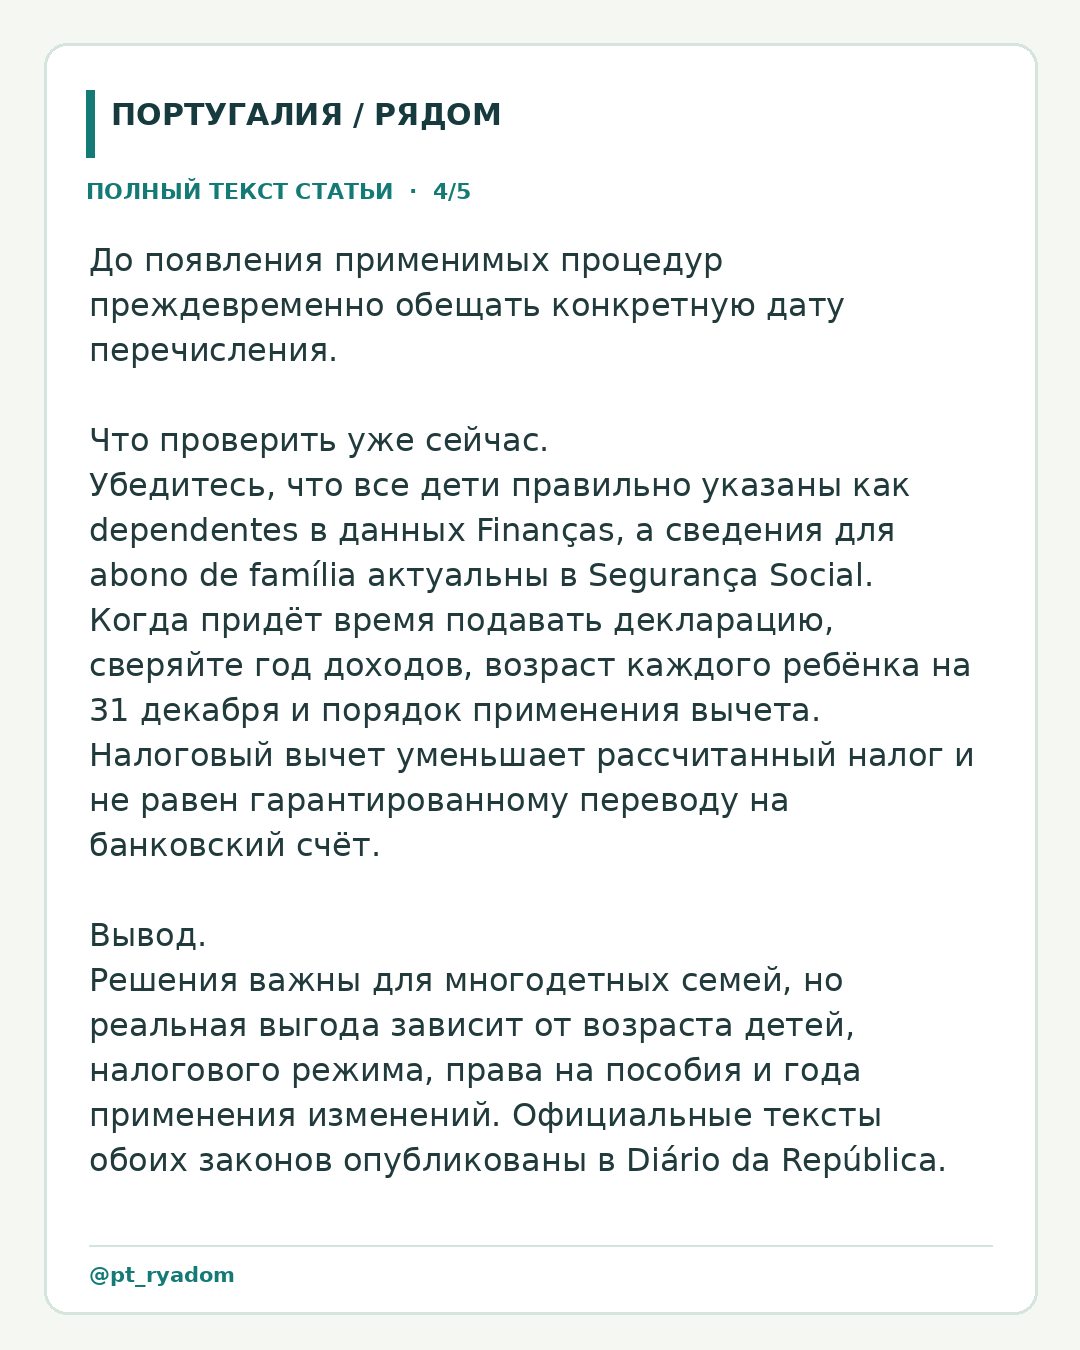 ПОРТУГАЛИЯ / РЯДОМ
ПОЛНЫЙ ТЕКСТ СТАТЬИ · 4/5
До появления применимых процедур
преждевременно обещать конкретную дату
перечисления.
Что проверить уже сейчас.
Убедитесь, что все дети правильно указаны как
dependentes в данных Finanças, а сведения для
abono de família актуальны в Segurança Social.
Когда придёт время подавать декларацию,
сверяйте год доходов, возраст каждого ребёнка на
31 декабря и порядок применения вычета.
Налоговый вычет уменьшает рассчитанный налог и
не равен гарантированному переводу на
банковский счёт.
Вывод.
Решения важны для многодетных семей, но
реальная выгода зависит от возраста детей,
налогового режима, права на пособия и года
применения изменений. Официальные тексты
обоих законов опубликованы в Diário da República.
@pt_ryadom